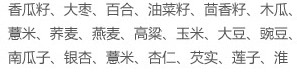 香瓜籽、大枣、百合、油菜籽、茴香籽、木瓜、
薏米、荞麦、燕麦、高粱、玉米、大豆、豌豆、
南瓜子、银杏、薏米、杏仁、芡实、莲子、淮